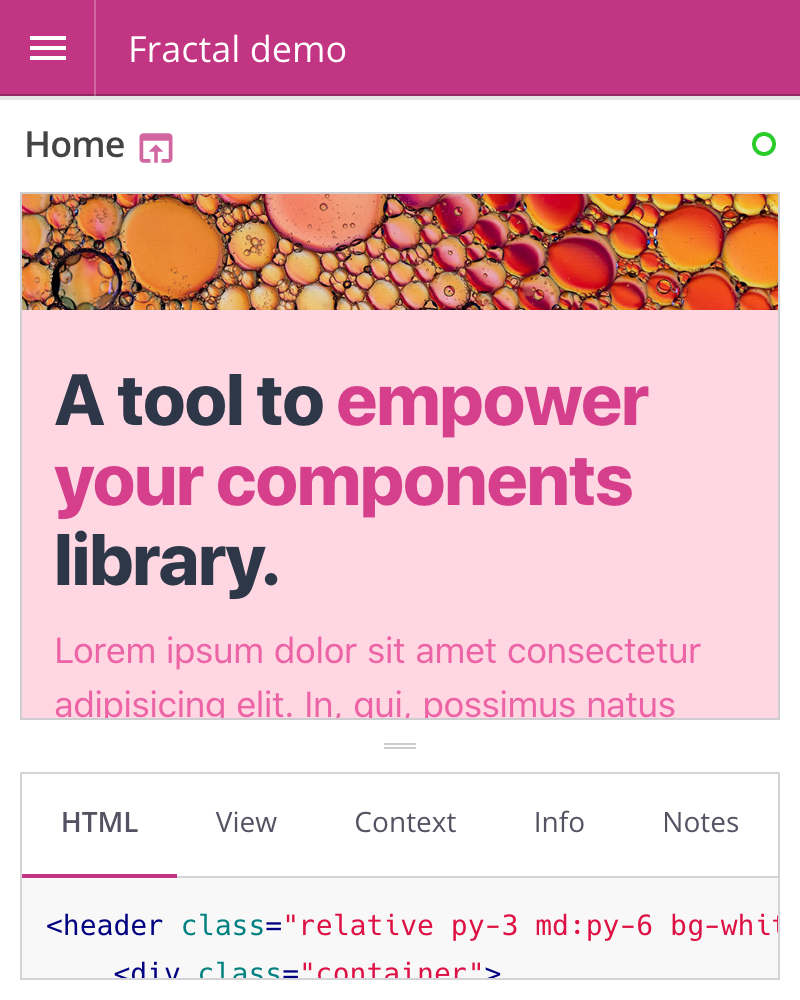 Fractal demo
Home
A tool to empower
your components
library.
Lorem ipsum dolor sit amet consectetur
adipisicing elit. In, qui, possimus natus
HTML View Context Info Notes
<header class="relative py-3 md:py-6 bg-whit
<div class="container">